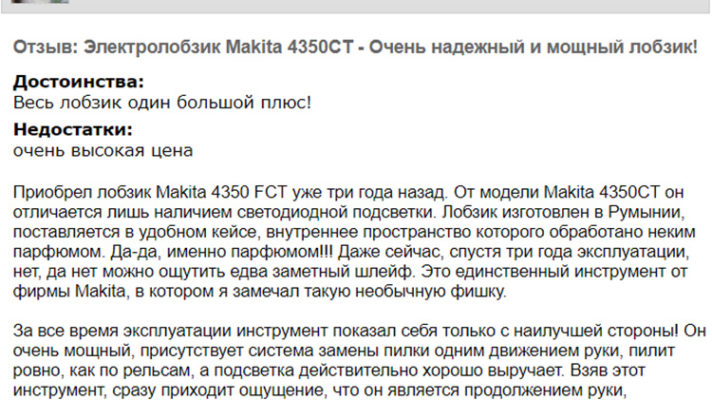 Отзыв: Электролобзик Makita 4350CT - Очень надежный и мощный лобзик!
Достоинства:
Весь лобзик один большой плюс!
Недостатки:
очень высокая цена
Приобрел лобзик Makita 4350 FCT уже три года назад. От модели Makita 4350CT он
отличается лишь наличием светодиодной подсветки. Лобзик изготовлен в Румынии,
поставляется в удобном кейсе, внутреннее пространство которого обработано неким
парфюмом. Да-да, именно парфюмом!!! Даже сейчас, спустя три года эксплуатации,
нет, да нет можно ощутить едва заметный шлейф. Это единственный инструмент от
фирмы Makita, в котором я замечал такую необычную фишку.
За все время эксплуатации инструмент показал себя только с наилучшей стороны! Он
очень мощный, присутствует система замены пилки одним движением руки, пилит
ровно, как по рельсам, а подсветка действительно хорошо выручает. Взяв этот
инструмент, сразу приходит ощущение, что он является продолжением руки,